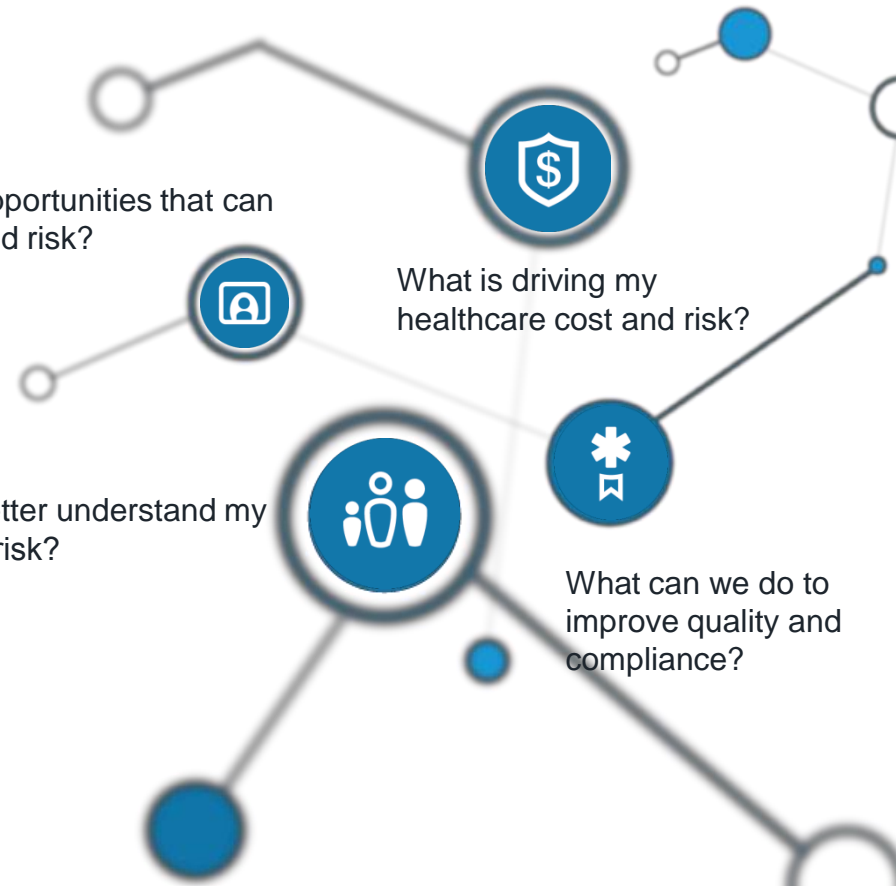 portunities that can
d risk?
What is driving my
healthcare cost and risk?
tter understand my
risk?
What can we do to
improve quality and
compliance?